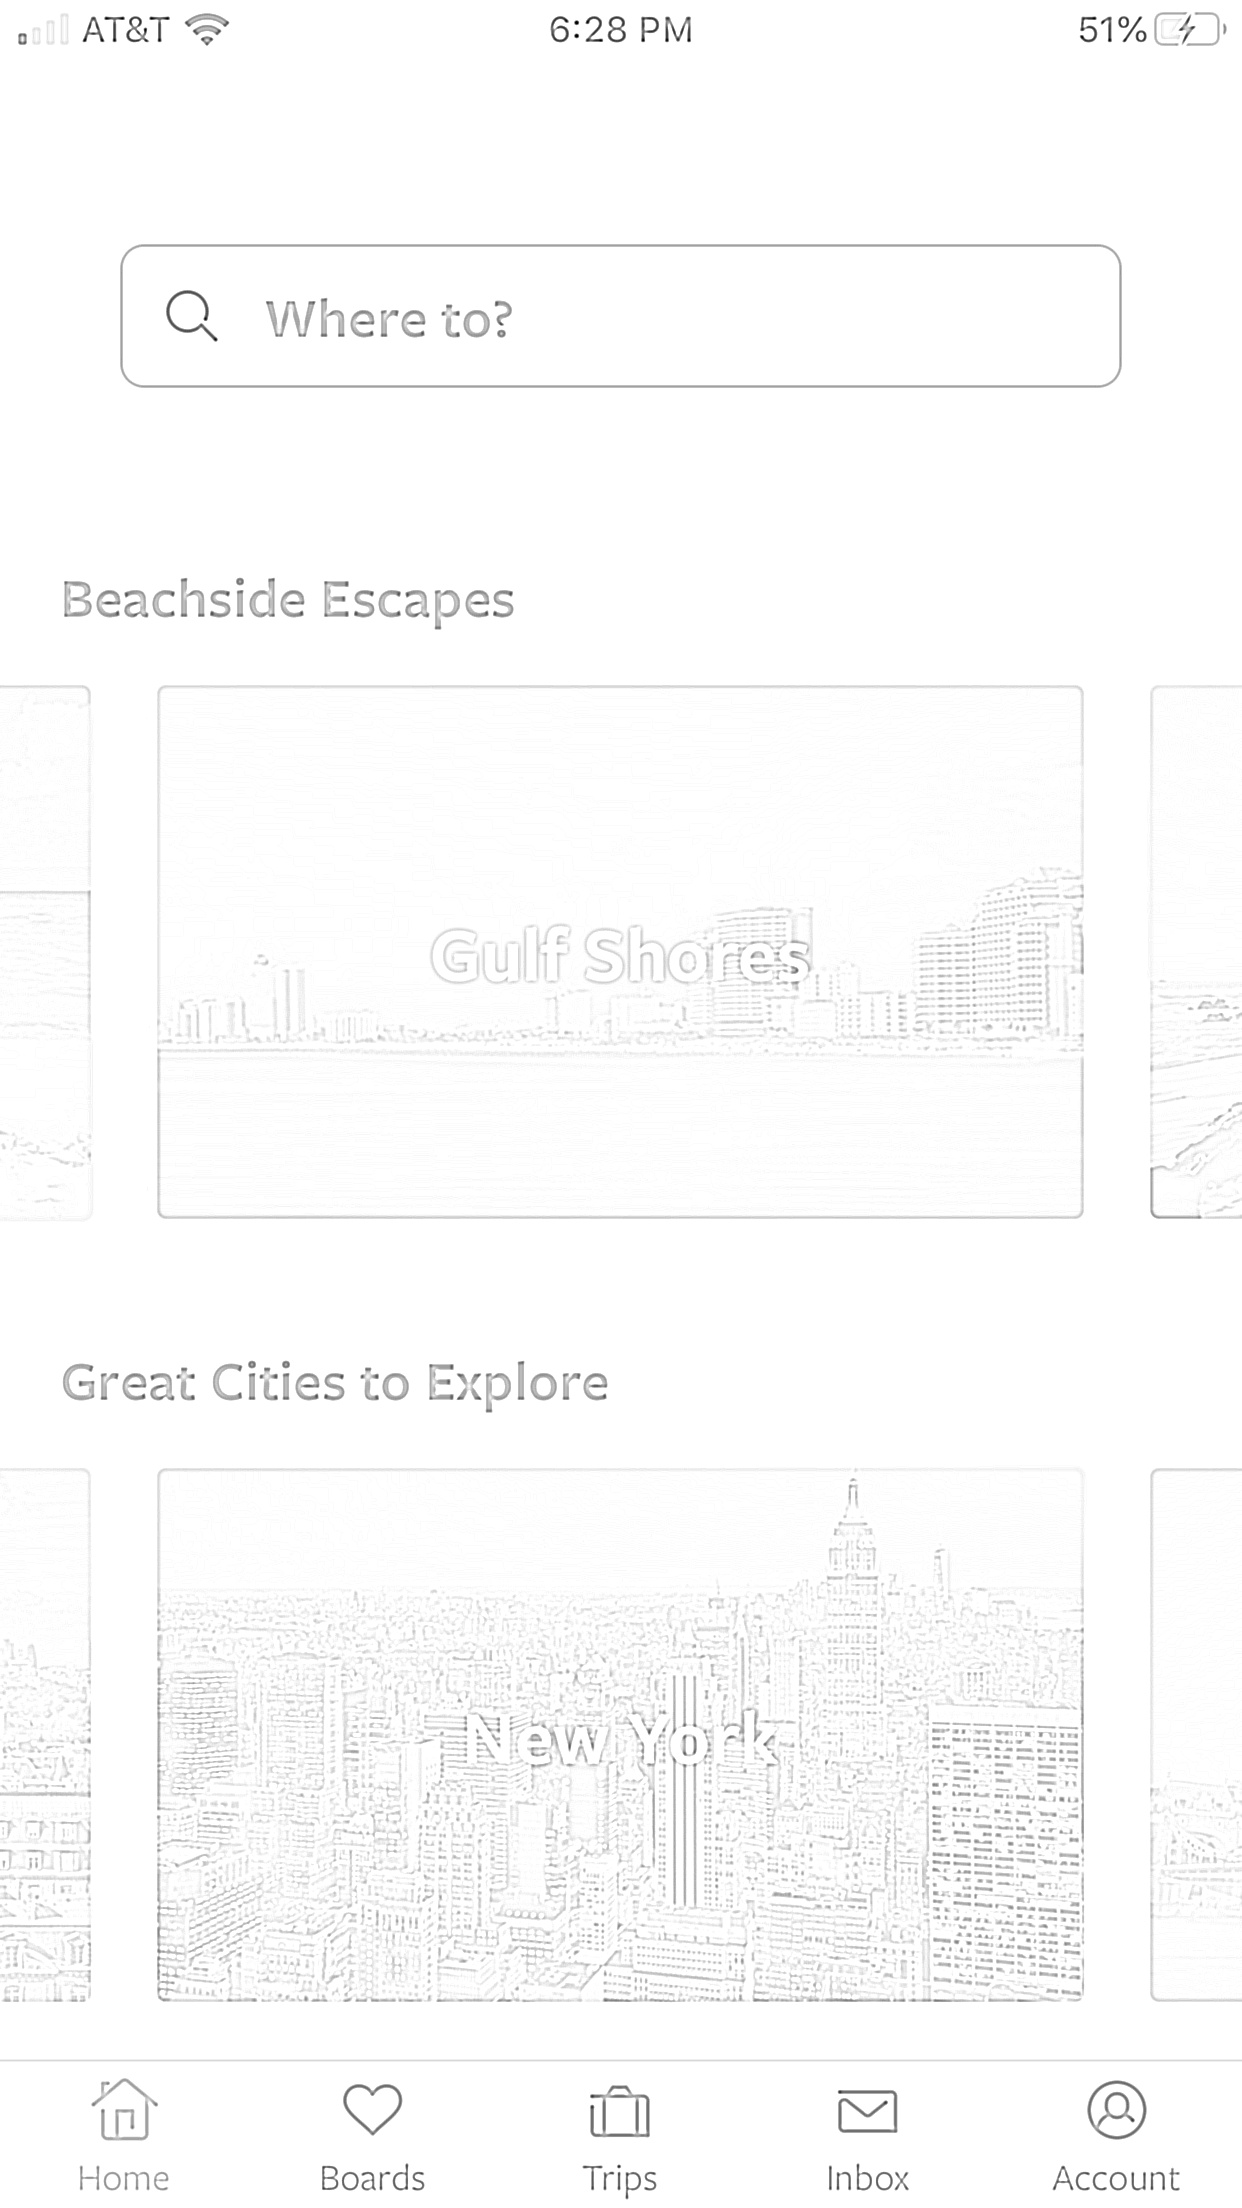 AT&T 6:28 PM 51%
Where to?
Beachside Escapes
Gulf Shores
Great Cities to Explore
New York
Home Boards Trips Inbox Account